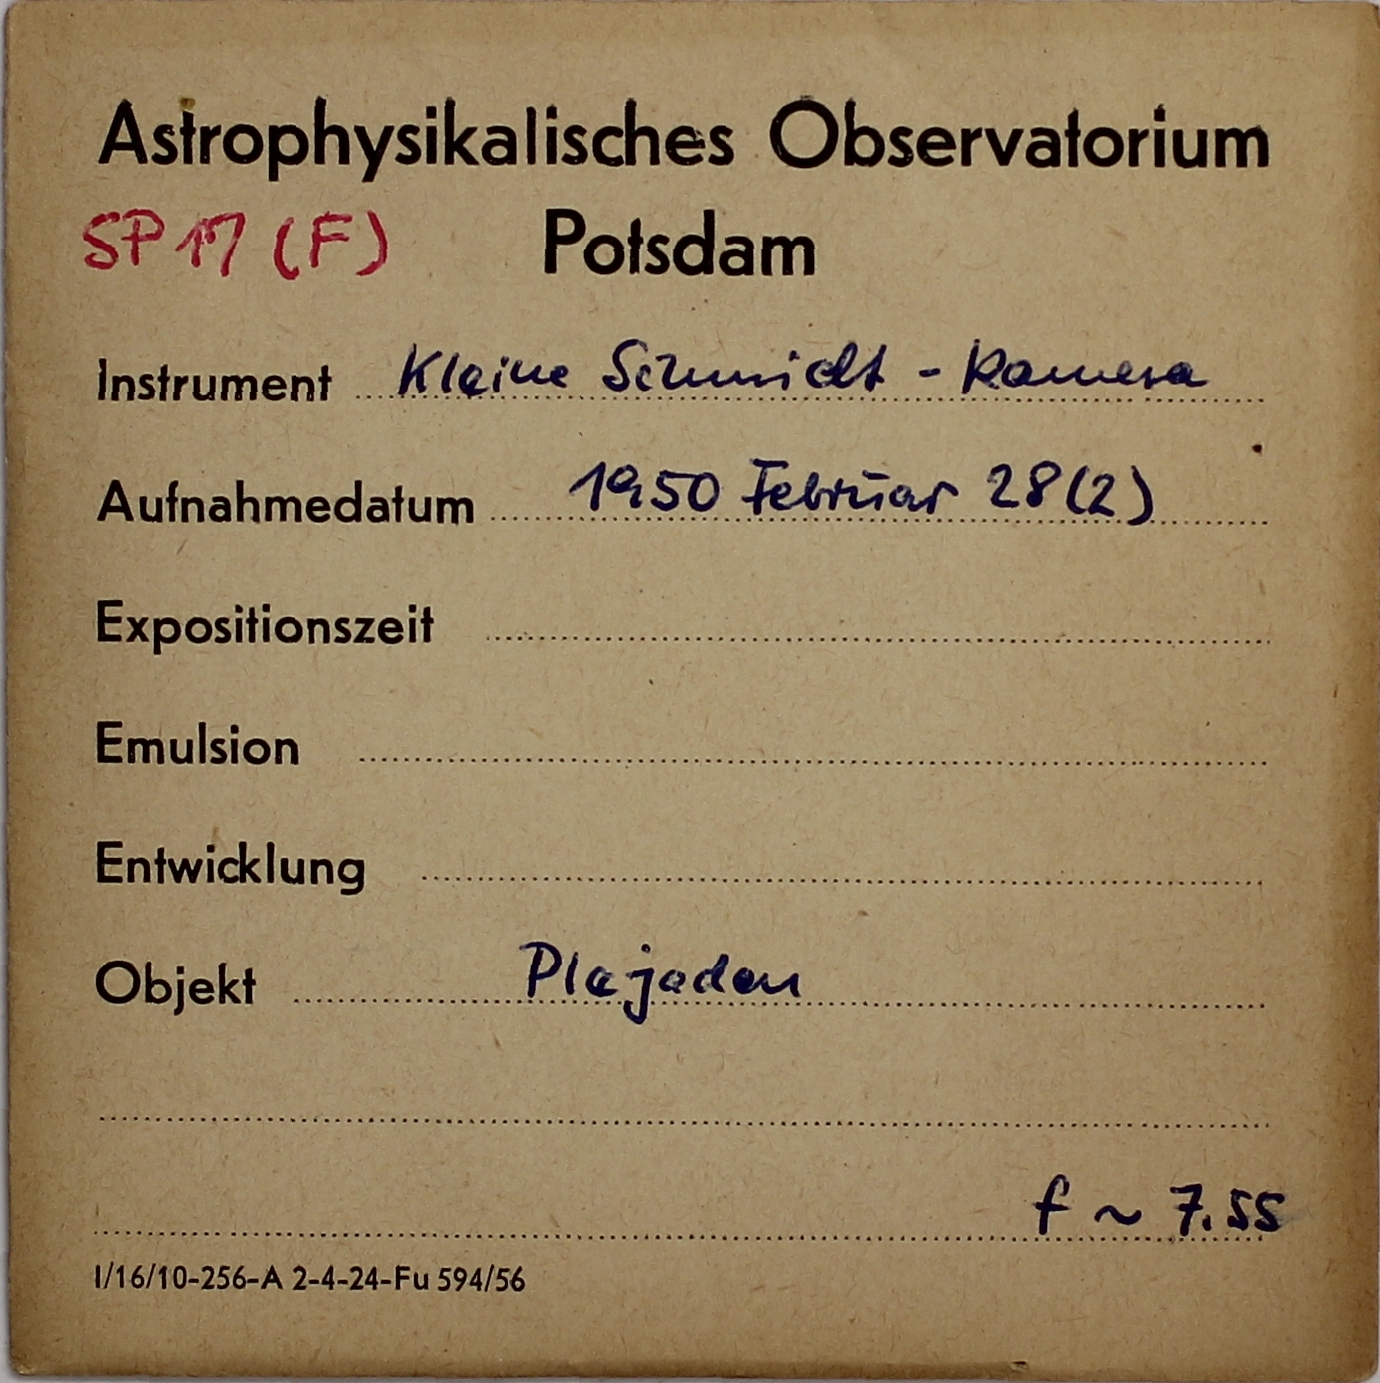 Astrophysikalisches Observatorium
SP 17 (F) Potsdam
Instrument Kleine Schmidt - Kamera
Aufnahmedatum 1950 Februar 28 (2)
Expositionszeit
Emulsion
Entwicklung
Objekt Plejaden
f ~ 7.55
I/16/10-256-A 2-4-24-Fu 594/56